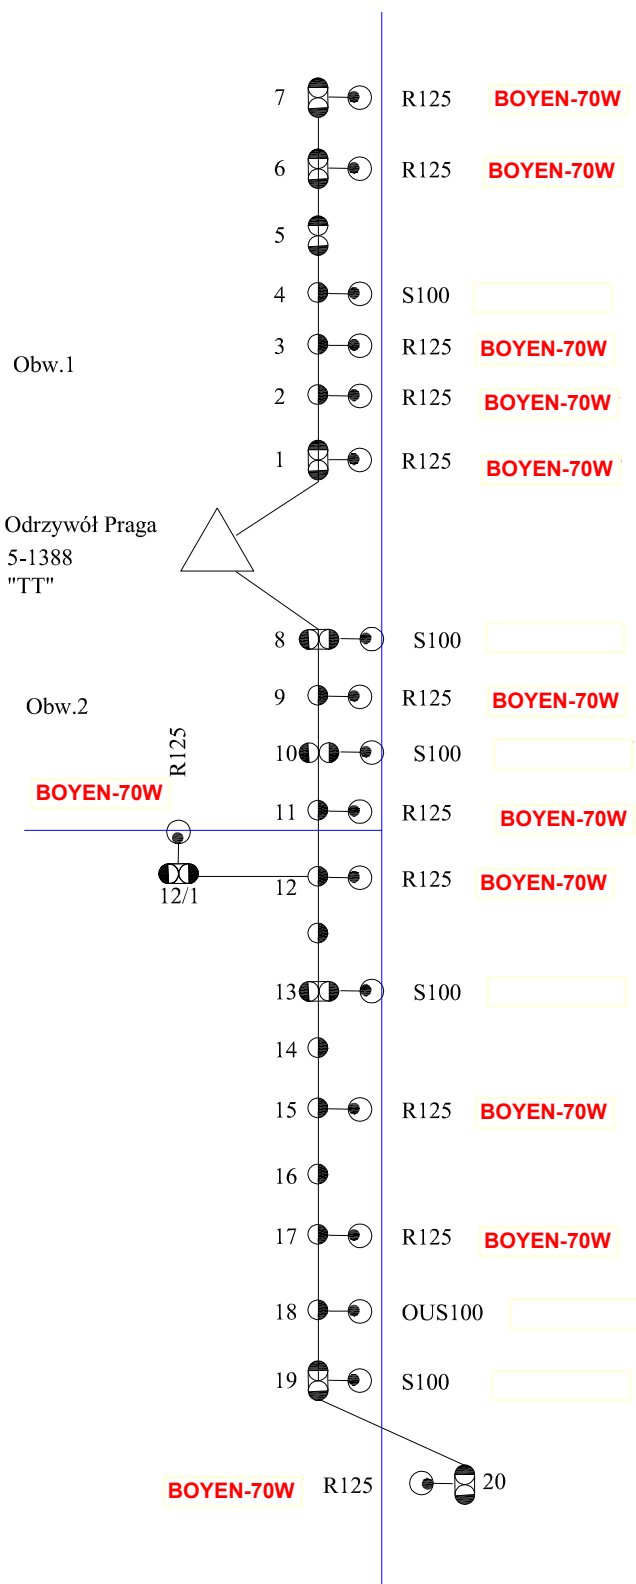 7 R125 BOYEN-70W
6 R125 BOYEN-70W
5
4 S100
3 R125 BOYEN-70W
Obw.1
2 R125 BOYEN-70W
1 R125 BOYEN-70W
Odrzywół Praga
5-1388
"TT"
8 S100
9 R125 BOYEN-70W
Obw.2
R125
10 S100
BOYEN-70W
11 R125 BOYEN-70W
12 R125 BOYEN-70W
12/1
13 S100
14
15 R125 BOYEN-70W
16
17 R125 BOYEN-70W
18 OUS100
19 S100
BOYEN-70W R125 20